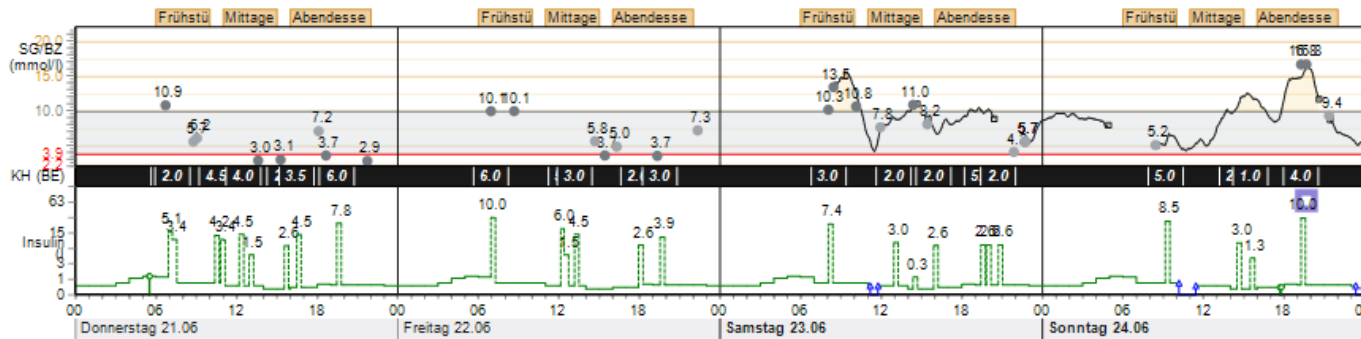 Frühstü Mittage Abendesse Frühstü Mittage Abendesse Frühstü Mittage Abendesse Frühstü Mittage Abendesse
20.0
SG/BZ
(mmol/l)
15.0
10.0
10.9 6.2 3.0 3.1 7.2 3.7 2.9 10.1 10.1 5.8 5.0 3.7 7.3 10.3 13.5 10.8 7.8 11.0 8.2 5.2 9.4
3.9
2.2
KH (BE) 2.0 4.5 4.0 3.5 6.0 6.0 3.0 3.0 3.0 2.0 2.0 5 2.0 5.0 2 1.0 4.0
63
15
Insulin
3
1
0
5.1 3.4 3.4 4.5 1.5 2.6 4.5 7.8 10.0 6.0 1.5 4.5 2.6 3.9 7.4 3.0 0.3 2.6 8.5 3.0 1.3 10.0
00 06 12 18 00 06 12 18 00 06 12 18 00 06 12 18 00
Donnerstag 21.06 Freitag 22.06 Samstag 23.06 Sonntag 24.06